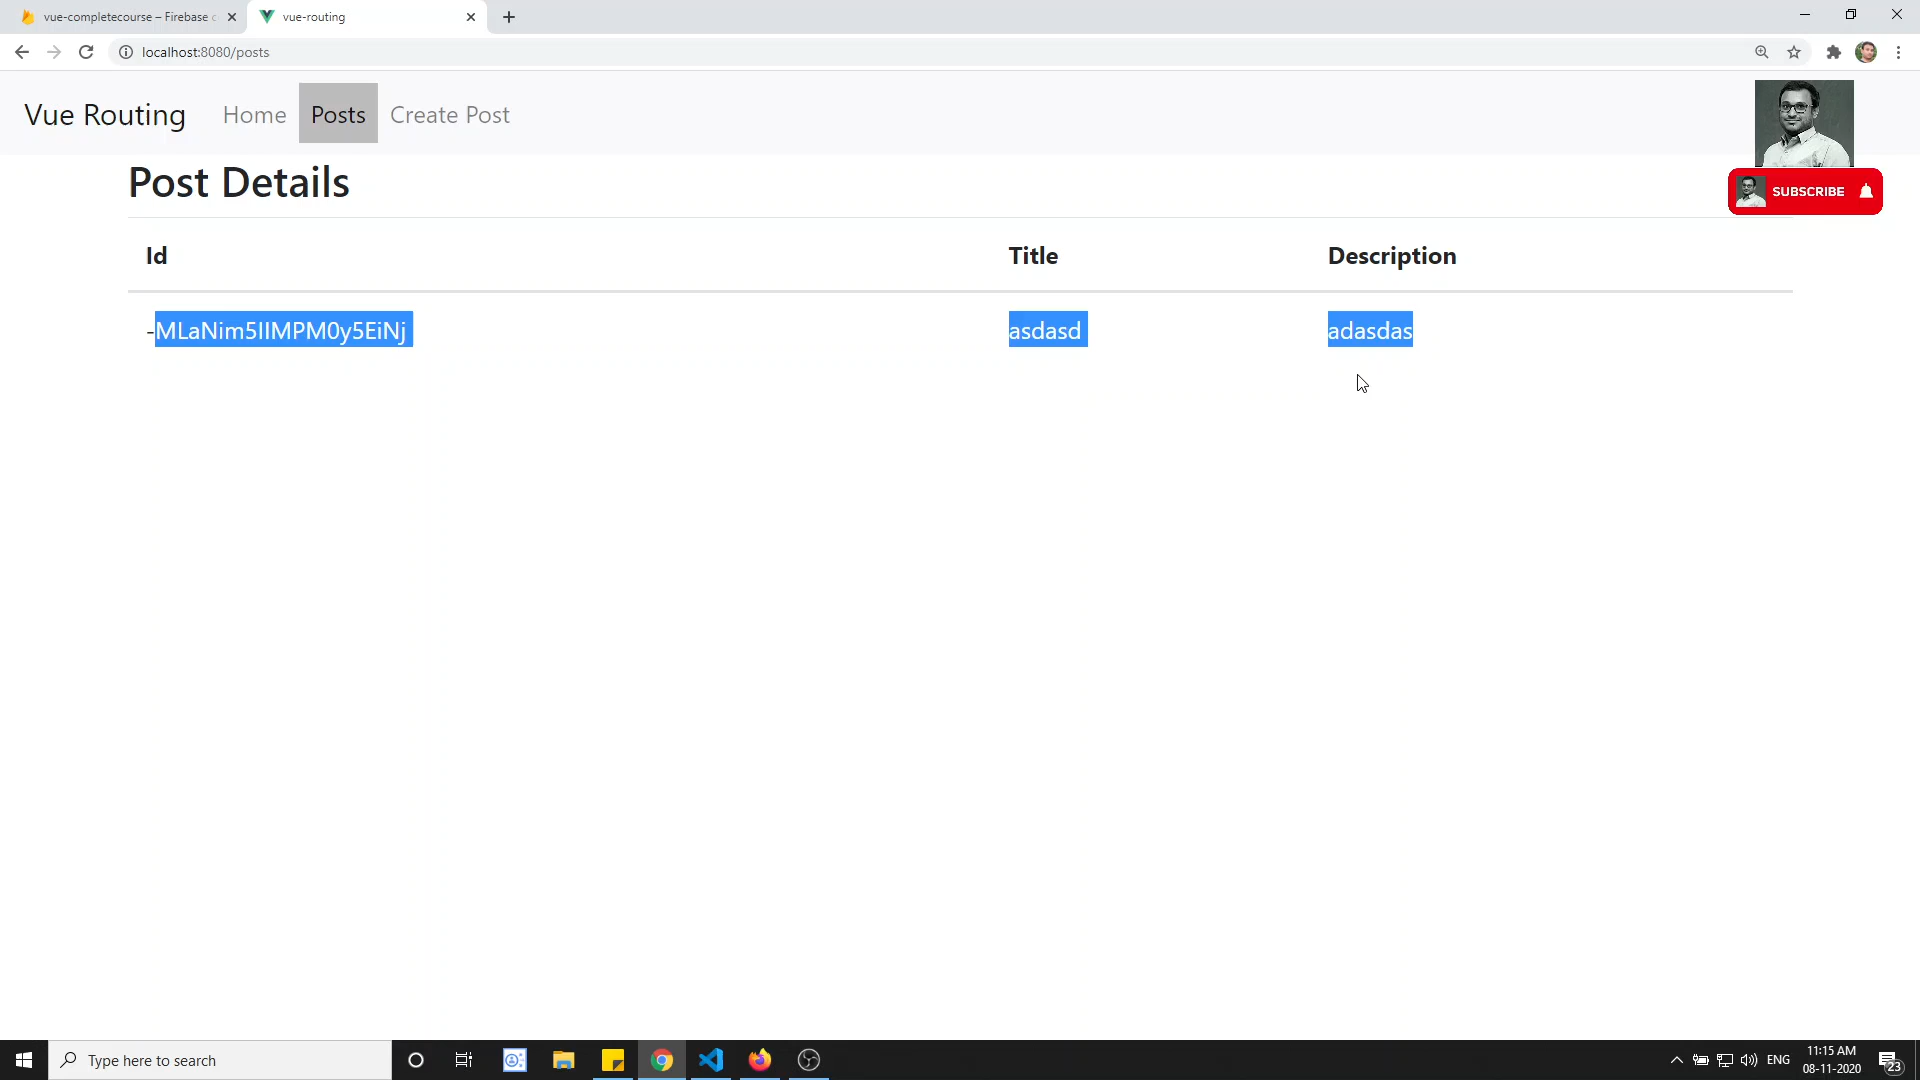 vue-completecourse – Firebase c
vue-routing
localhost:8080/posts
Vue Routing
Home
Posts
Create Post
SUBSCRIBE
Post Details
Id
Title
Description
-MLaNim5IIMPM0y5EiNj
asdasd
adasdas
Type here to search
ENG
11:15 AM
08-11-2020
23